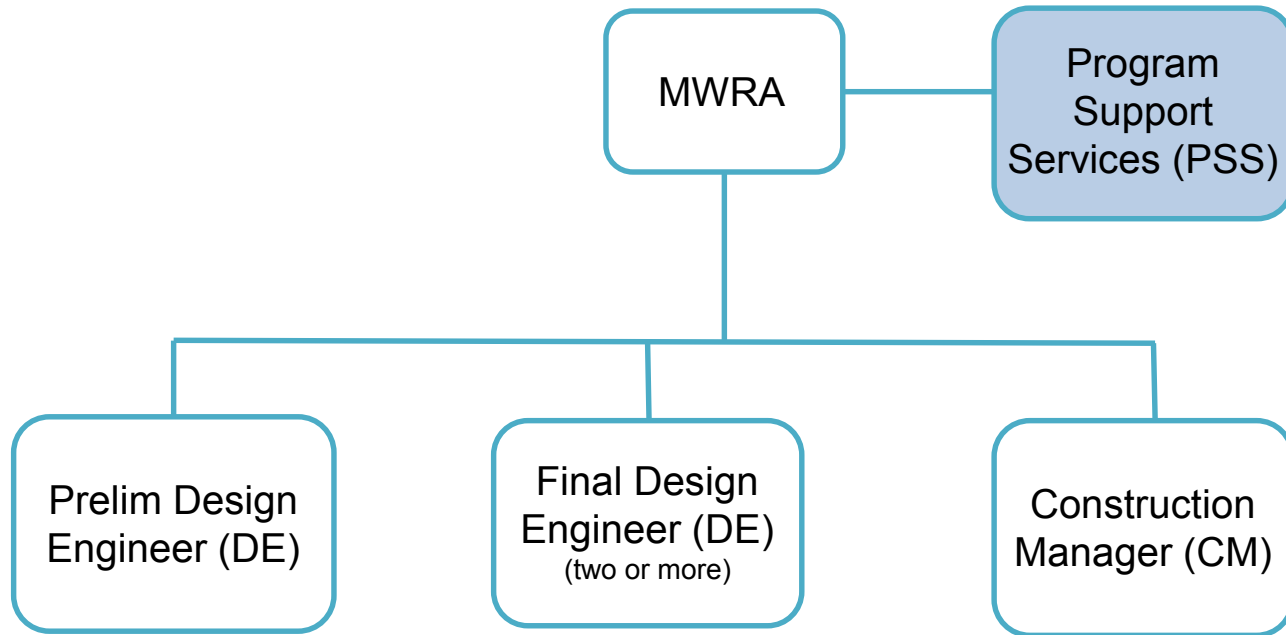 MWRA
Program
Support
Services (PSS)
Prelim Design
Engineer (DE)
Final Design
Engineer (DE)
(two or more)
Construction
Manager (CM)